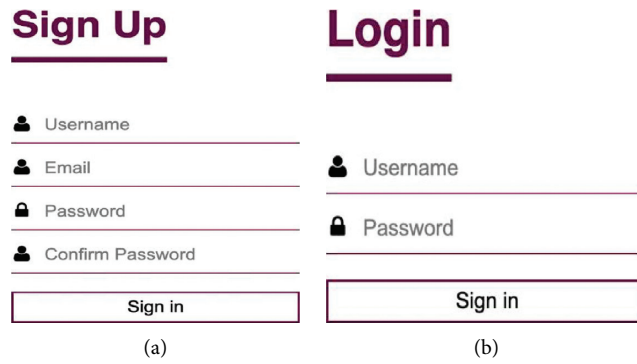 Sign Up
Username
Email
Password
Confirm Password
Sign in
(a)
Login
Username
Password
Sign in
(b)